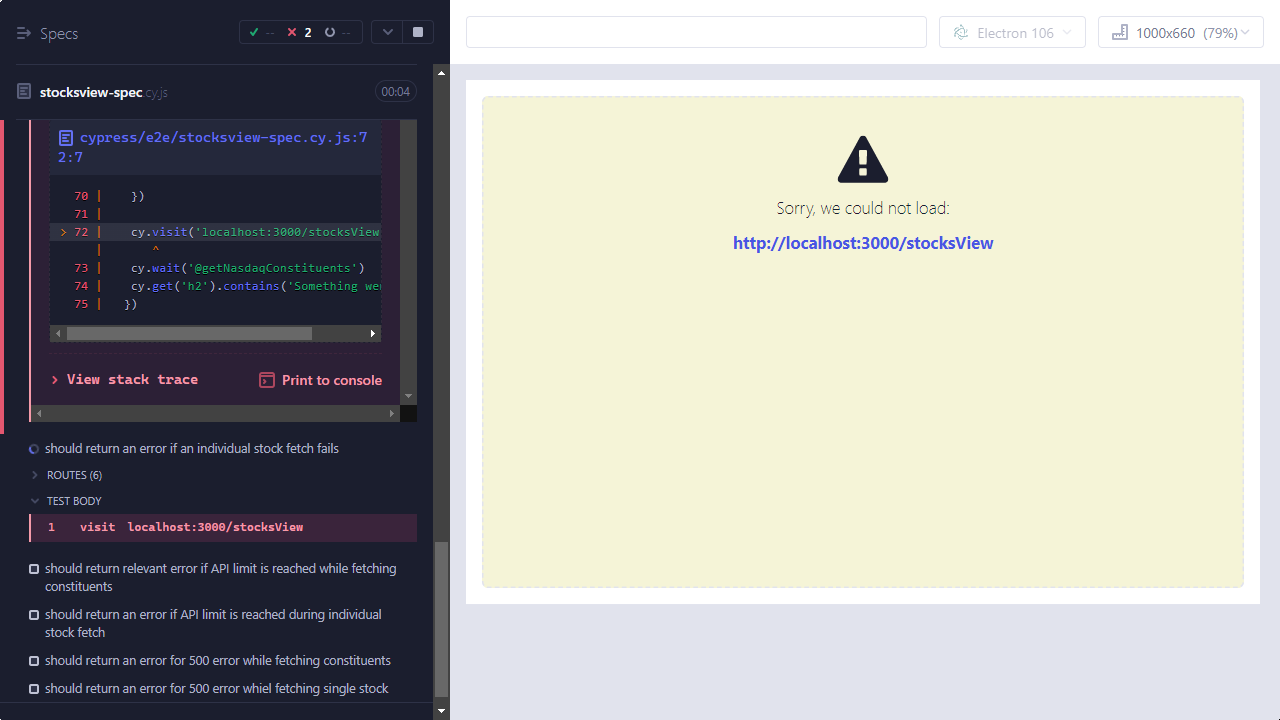 Specs
-- 2 --
stocksview-spec.cy.js 00:04
cypress/e2e/stocksview-spec.cy.js:7
2:7
70 | })
71 |
> 72 | cy.visit('localhost:3000/stocksView
| ^
73 | cy.wait('@getNasdaqConstituents')
74 | cy.get('h2').contains('Something we
75 | })
View stack trace
Print to console
should return an error if an individual stock fetch fails
ROUTES (6)
TEST BODY
1 visit localhost:3000/stocksView
should return relevant error if API limit is reached while fetching
constituents
should return an error if API limit is reached during individual
stock fetch
should return an error for 500 error while fetching constituents
should return an error for 500 error whiel fetching single stock
Electron 106
1000x660 (79%)
Sorry, we could not load:
http://localhost:3000/stocksView